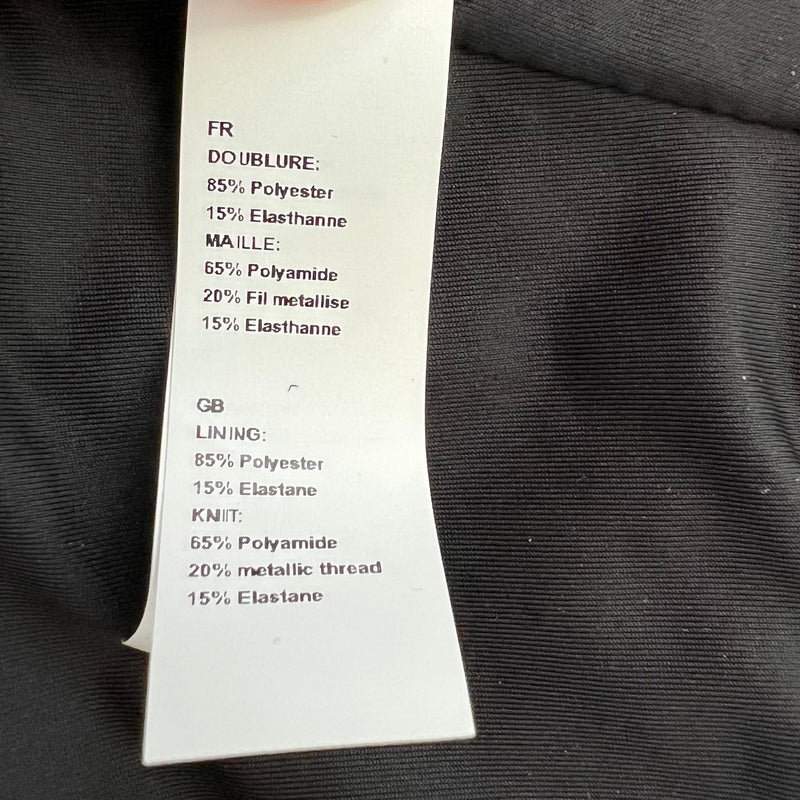 FR
DOUBLURE:
85% Polyester
15% Elasthanne
MAILLE:
65% Polyamide
20% Fil metallise
15% Elasthanne
GB
LINING:
85% Polyester
15% Elastane
KNIT:
65% Polyamide
20% metallic thread
15% Elastane